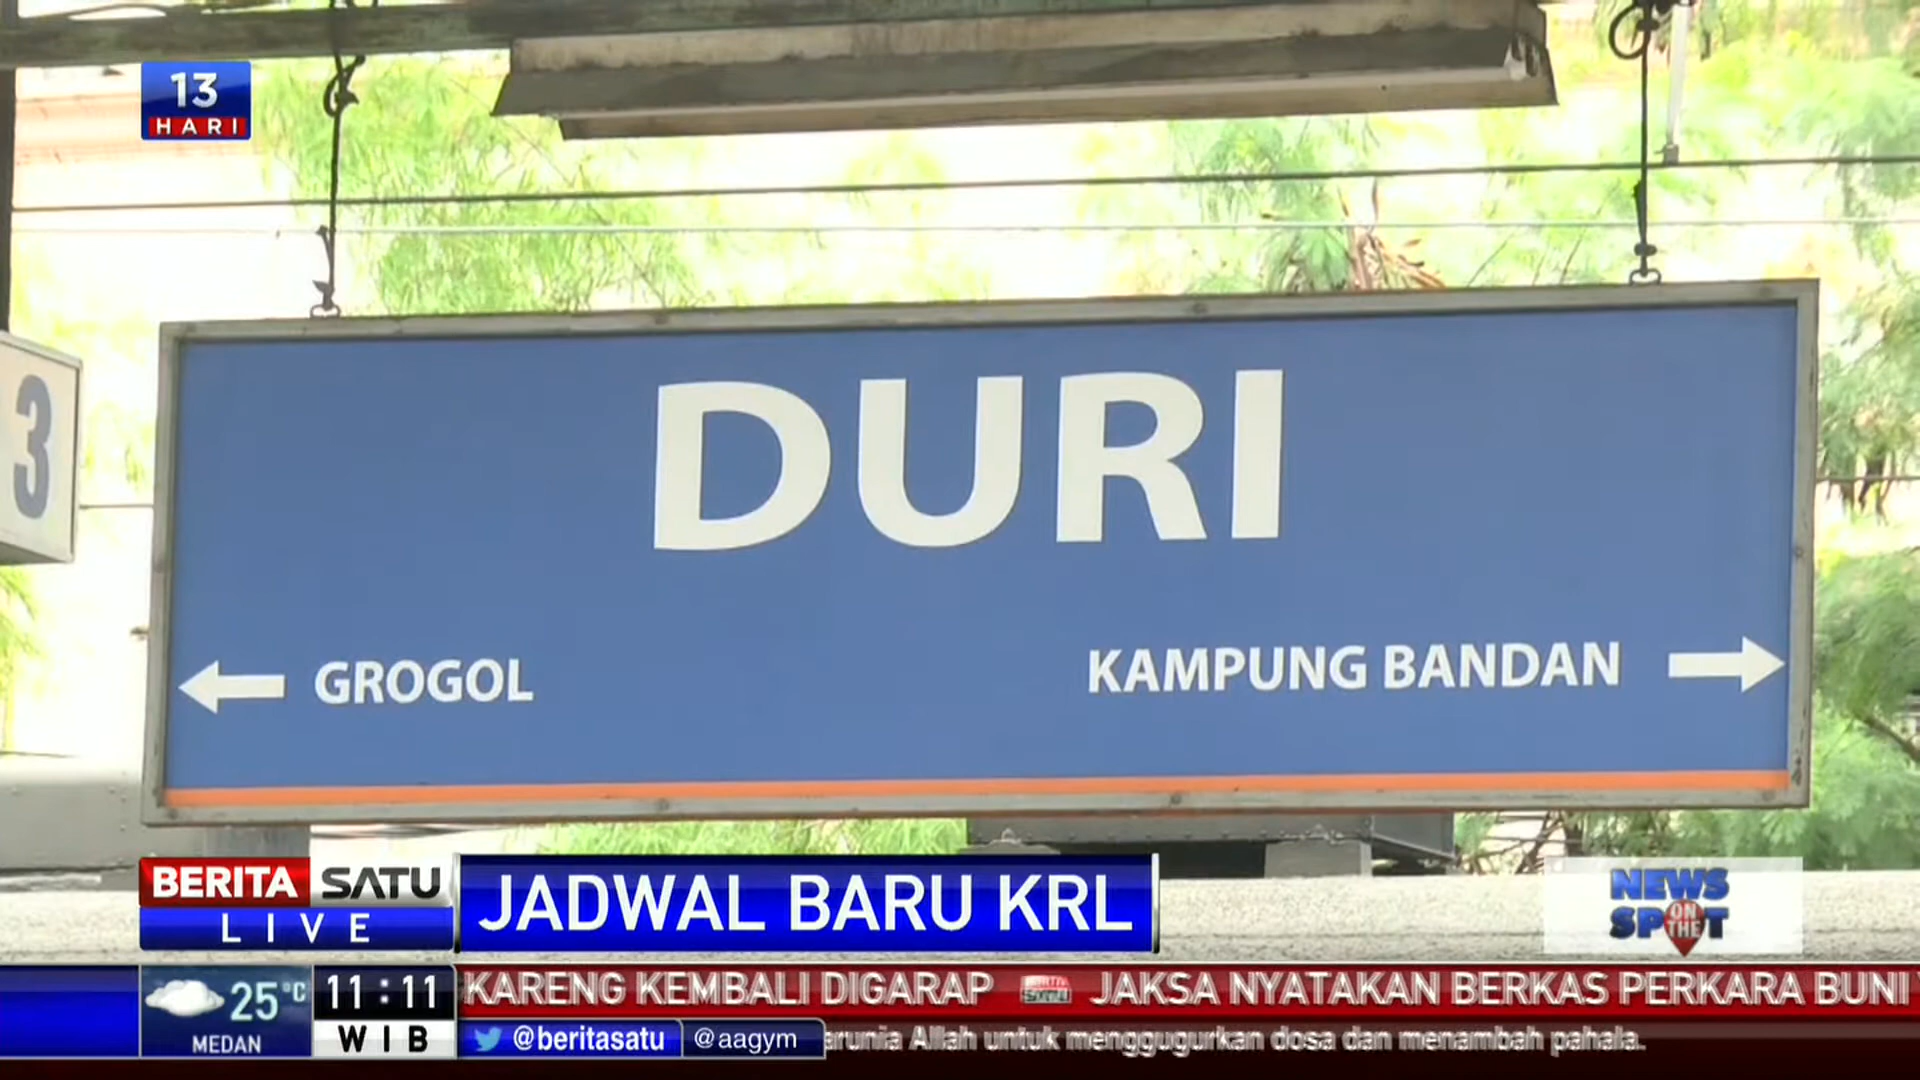 13
HARI
3
DURI
← GROGOL
KAMPUNG BANDAN →
BERITA SATU
LIVE
JADWAL BARU KRL
NEWS
ON THE
SPOT
25°C
MEDAN
11:11
WIB
KARENG KEMBALI DIGARAP
JAKSA NYATAKAN BERKAS PERKARA BUNI
@beritasatu
@aagym
Allah untuk menggugurkan dosa dan menambah pahala.